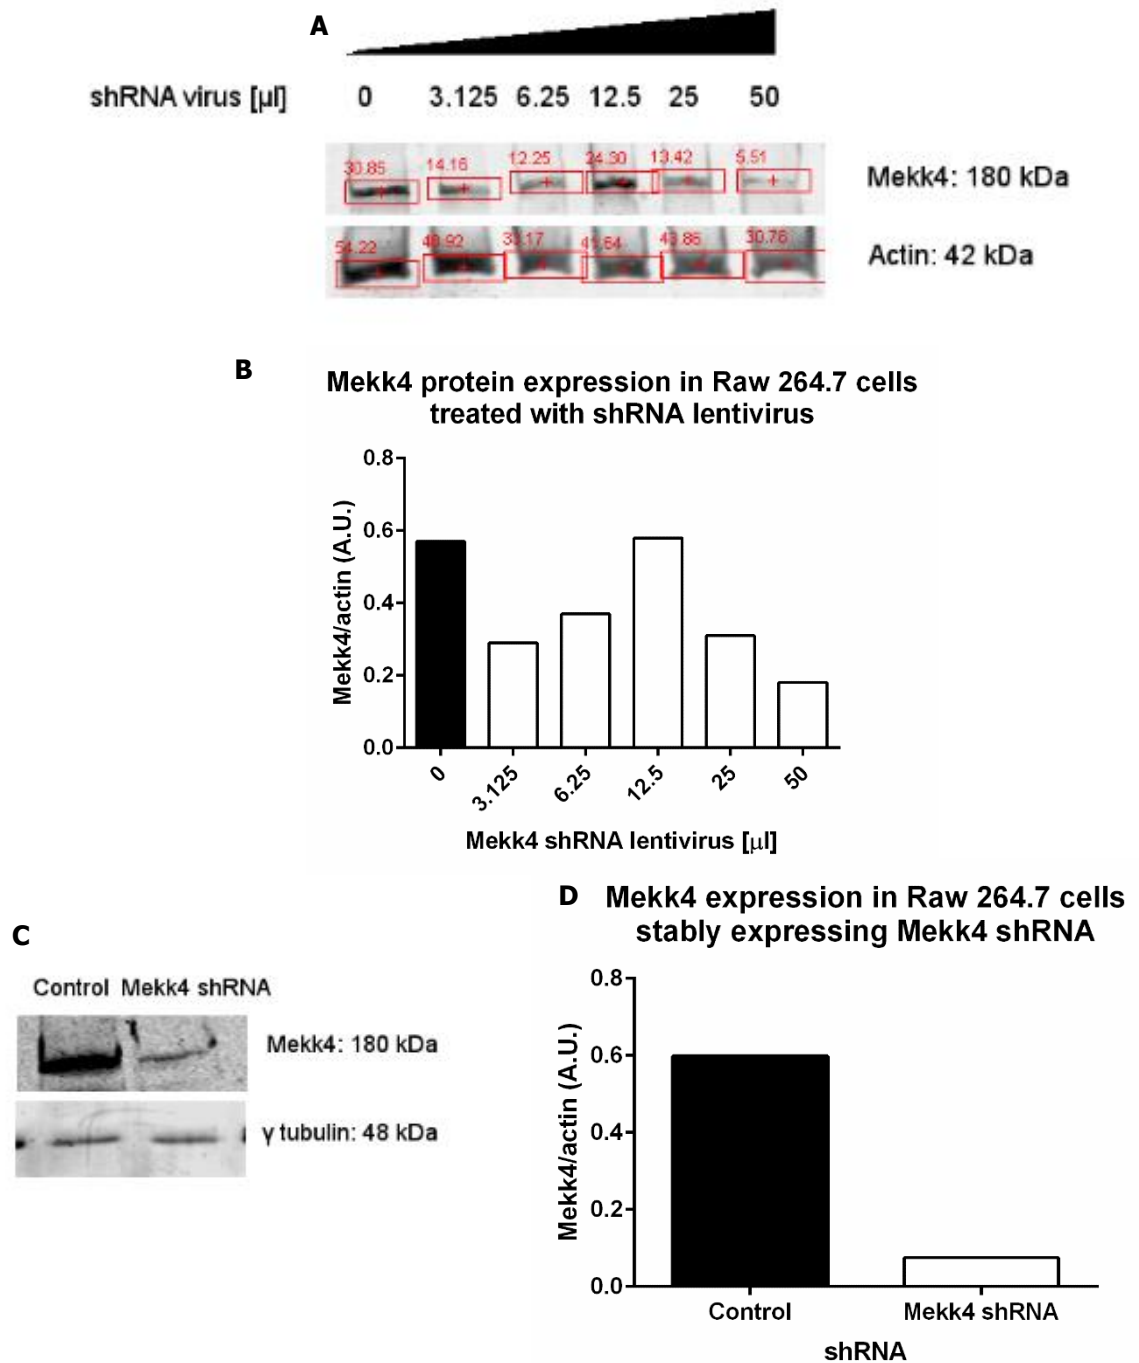 A
shRNA virus [µl] 0 3.125 6.25 12.5 25 50
30.85 14.16 12.25 24.30 13.42 5.51
Mekk4: 180 kDa
54.22 30.76
Actin: 42 kDa
B
Mekk4 protein expression in Raw 264.7 cells
treated with shRNA lentivirus
Mekk4/actin (A.U.)
0.8
0.6
0.4
0.2
0.0
0 3.125 6.25 12.5 25 50
Mekk4 shRNA lentivirus [µl]
C
Control Mekk4 shRNA
Mekk4: 180 kDa
γ tubulin: 48 kDa
D Mekk4 expression in Raw 264.7 cells
stably expressing Mekk4 shRNA
Mekk4/actin (A.U.)
0.8
0.6
0.4
0.2
0.0
Control Mekk4 shRNA
shRNA